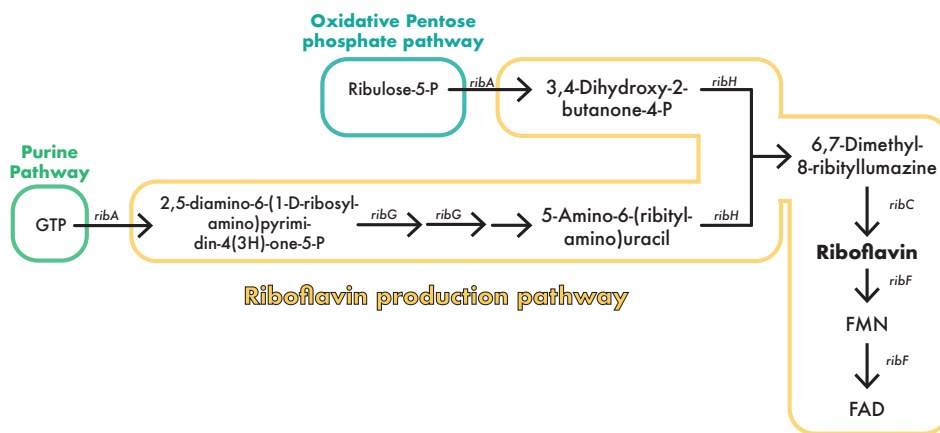 Oxidative Pentose
phosphate pathway
Ribulose-5-P
ribA
3,4-Dihydroxy-2-
butanone-4-P
ribH
Purine
Pathway
GTP
ribA
2,5-diamino-6-(1-D-ribosyl-
amino)pyrimi-
din-4(3H)-one-5-P
ribG
ribG
5-Amino-6-(ribityl-
amino)uracil
ribH
6,7-Dimethyl-
8-ribityllumazine
ribC
Riboflavin
ribF
FMN
ribF
FAD
Riboflavin production pathway